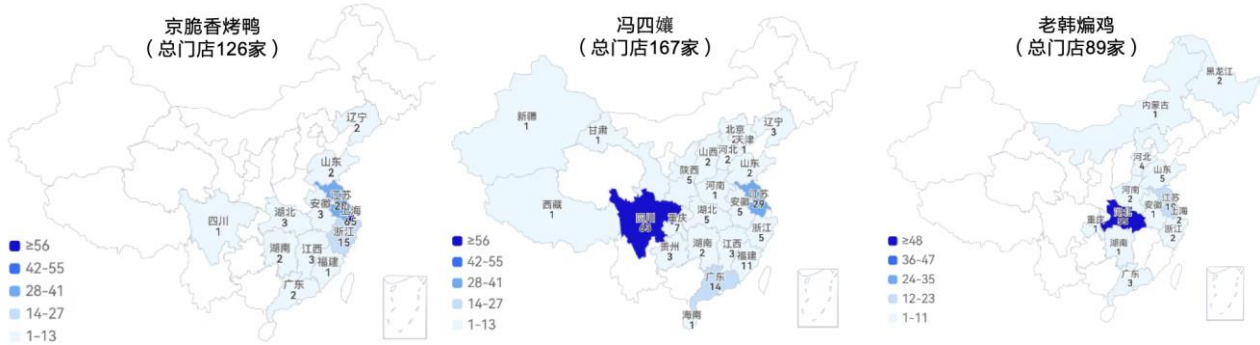 京脆香烤鸭
（总门店126家）
辽宁
2
山东
2
江苏
上海
65
安徽
3
浙江
15
四川
1
湖北
3
湖南
2
江西
3
福建
1
广东
2
≥56
42-55
28-41
14-27
1-13
冯四孃
（总门店167家）
新疆
1
甘肃
1
西藏
1
北京
2
天津
1
辽宁
3
山西
2
河北
2
山东
2
陕西
5
河南
1
江苏
29
安徽
5
四川
63
重庆
7
湖北
5
浙江
5
贵州
3
湖南
2
江西
3
福建
11
广东
14
海南
1
≥56
42-55
28-41
14-27
1-13
老韩煸鸡
（总门店89家）
黑龙江
2
内蒙古
1
河北
4
山东
5
河南
2
江苏
安徽
1
上海
2
浙江
2
重庆
1
湖北
湖南
1
广东
3
≥48
36-47
24-35
12-23
1-11